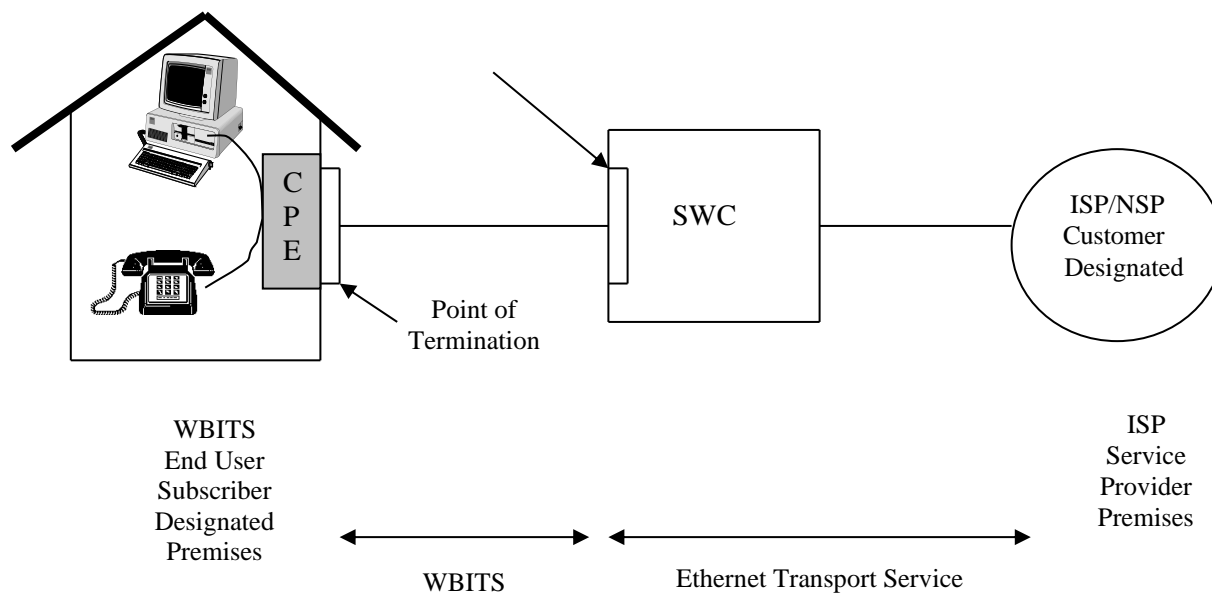 C
P
E
SWC
ISP/NSP
Customer
Designated
Point of
Termination
WBITS
End User
Subscriber
Designated
Premises
ISP
Service
Provider
Premises
WBITS
Ethernet Transport Service